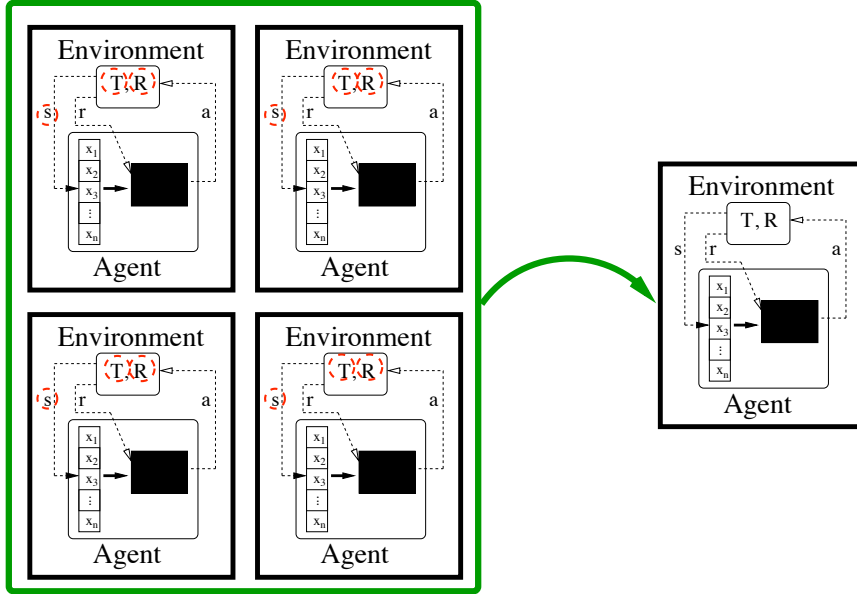 Environment
T, R
s
r
a
x1
x2
x3
⋮
xn
Agent
Environment
T, R
s
r
a
x1
x2
x3
⋮
xn
Agent
Environment
T, R
s
r
a
x1
x2
x3
⋮
xn
Agent
Environment
T, R
s
r
a
x1
x2
x3
⋮
xn
Agent
Environment
T, R
s
r
a
x1
x2
x3
⋮
xn
Agent